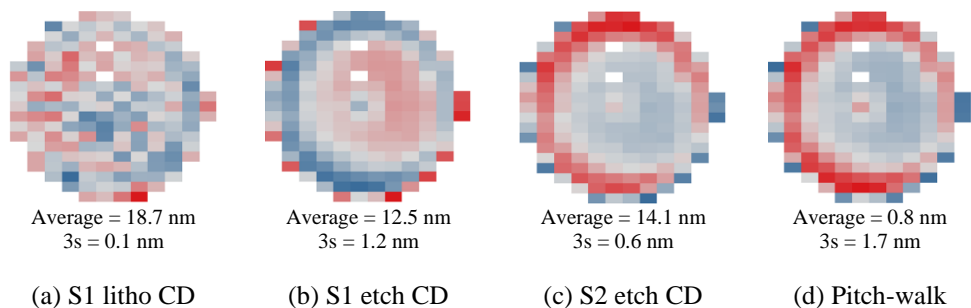 Average = 18.7 nm
3s = 0.1 nm
(a) S1 litho CD
Average = 12.5 nm
3s = 1.2 nm
(b) S1 etch CD
Average = 14.1 nm
3s = 0.6 nm
(c) S2 etch CD
Average = 0.8 nm
3s = 1.7 nm
(d) Pitch-walk